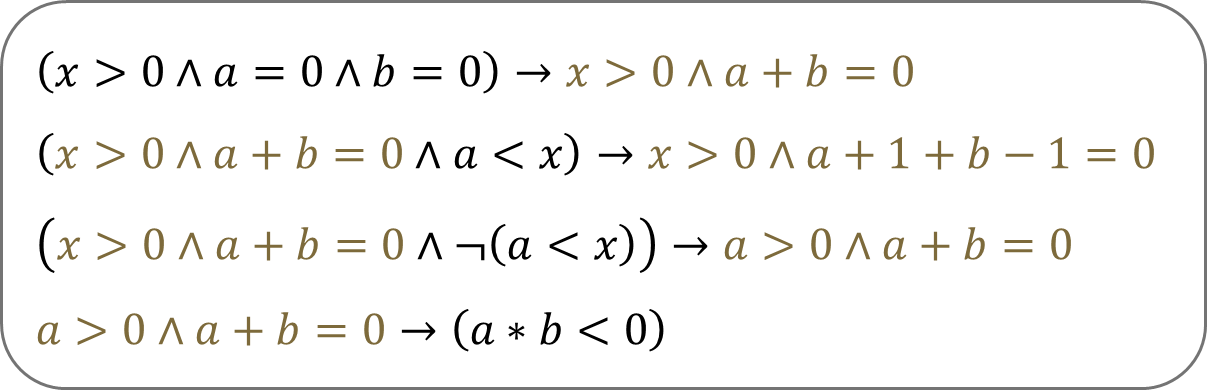 (x > 0 ∧ a = 0 ∧ b = 0) → x > 0 ∧ a + b = 0
(x > 0 ∧ a + b = 0 ∧ a < x) → x > 0 ∧ a + 1 + b − 1 = 0
(x > 0 ∧ a + b = 0 ∧ ¬(a < x)) → a > 0 ∧ a + b = 0
a > 0 ∧ a + b = 0 → (a ∗ b < 0)